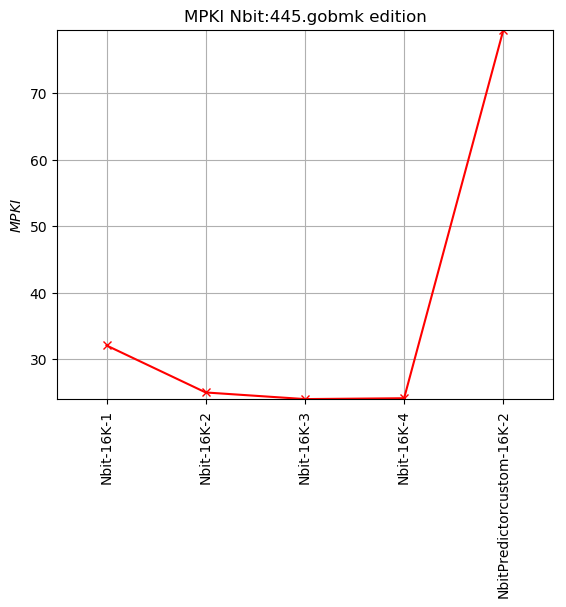 MPKI Nbit:445.gobmk edition
MPKI
70
60
50
40
30
Nbit-16K-1
Nbit-16K-2
Nbit-16K-3
Nbit-16K-4
NbitPredictorcustom-16K-2